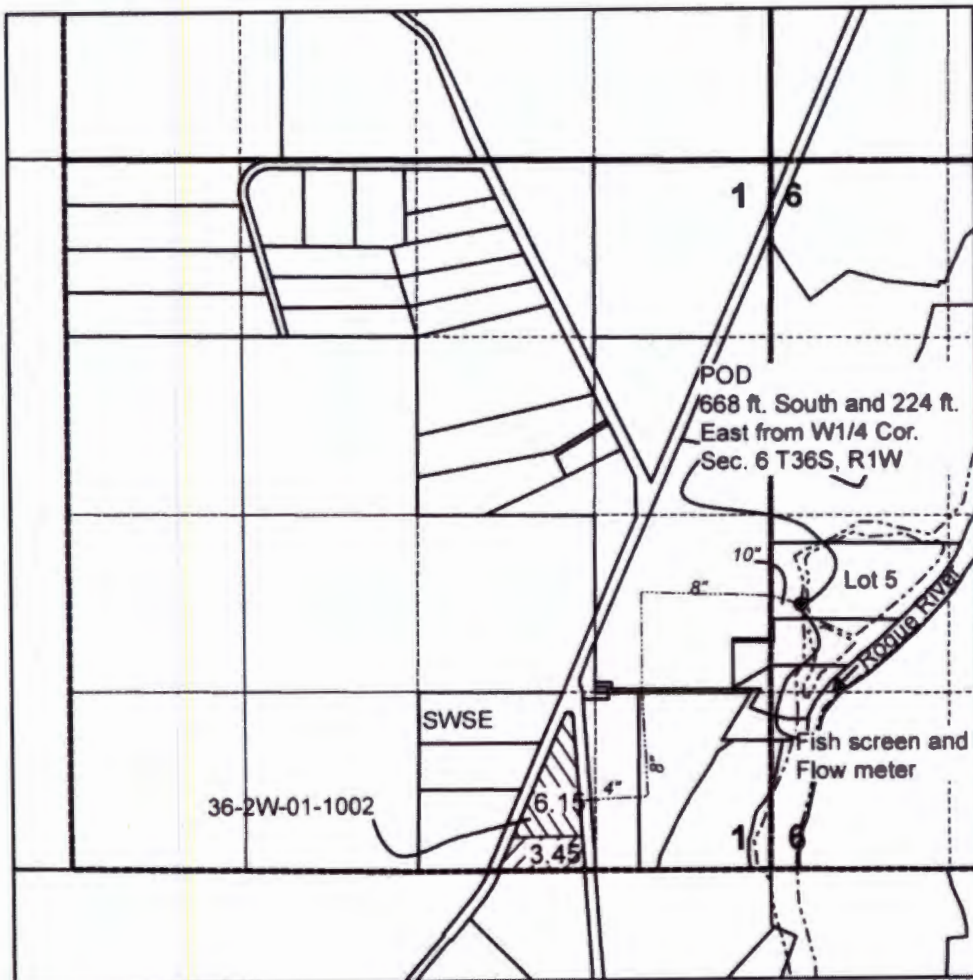 1 6
POD
668 ft. South and 224 ft.
East from W1/4 Cor.
Sec. 6 T36S, R1W
10"
8"
Lot 5
Rogue River
SWSE
Fish screen and
Flow meter
8"
4"
36-2W-01-1002
6.15
1 6
3.45